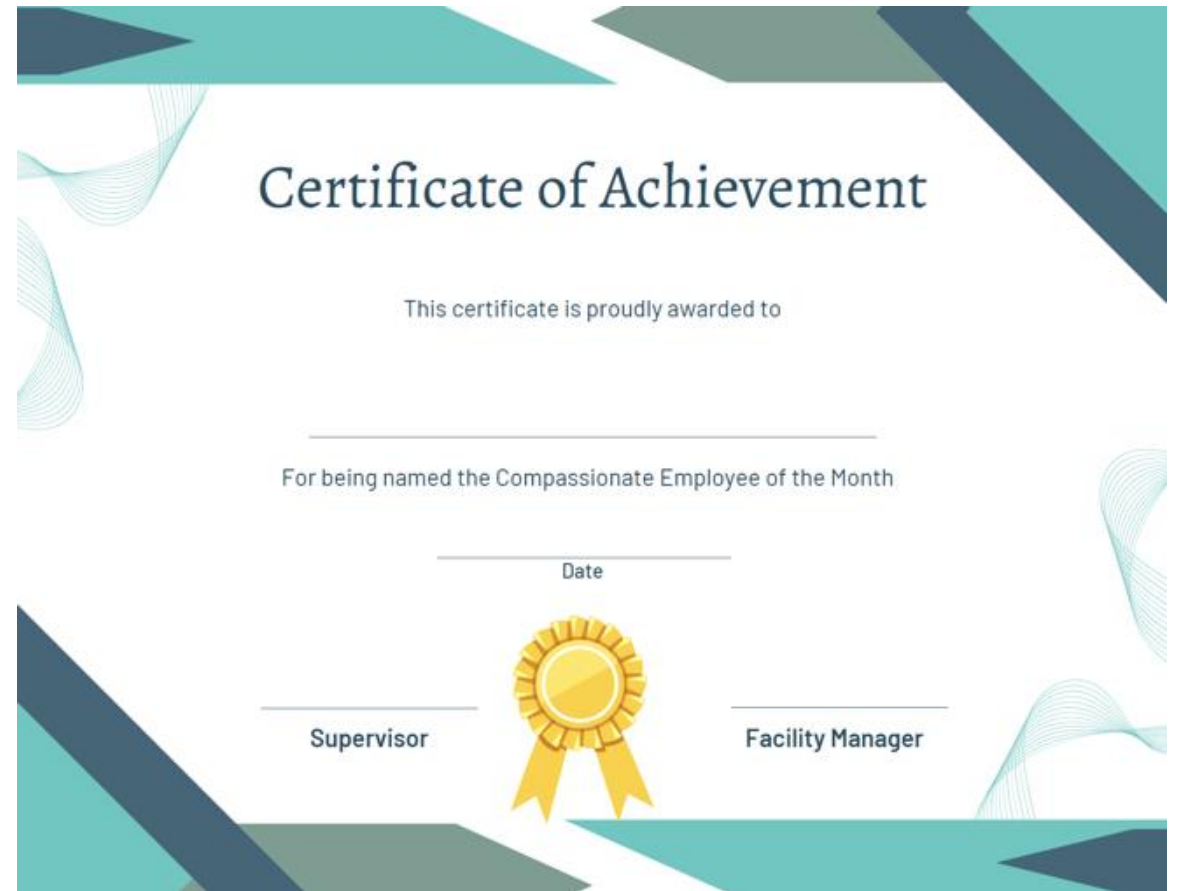 Certificate of Achievement
This certificate is proudly awarded to
For being named the Compassionate Employee of the Month
Date
Supervisor
Facility Manager